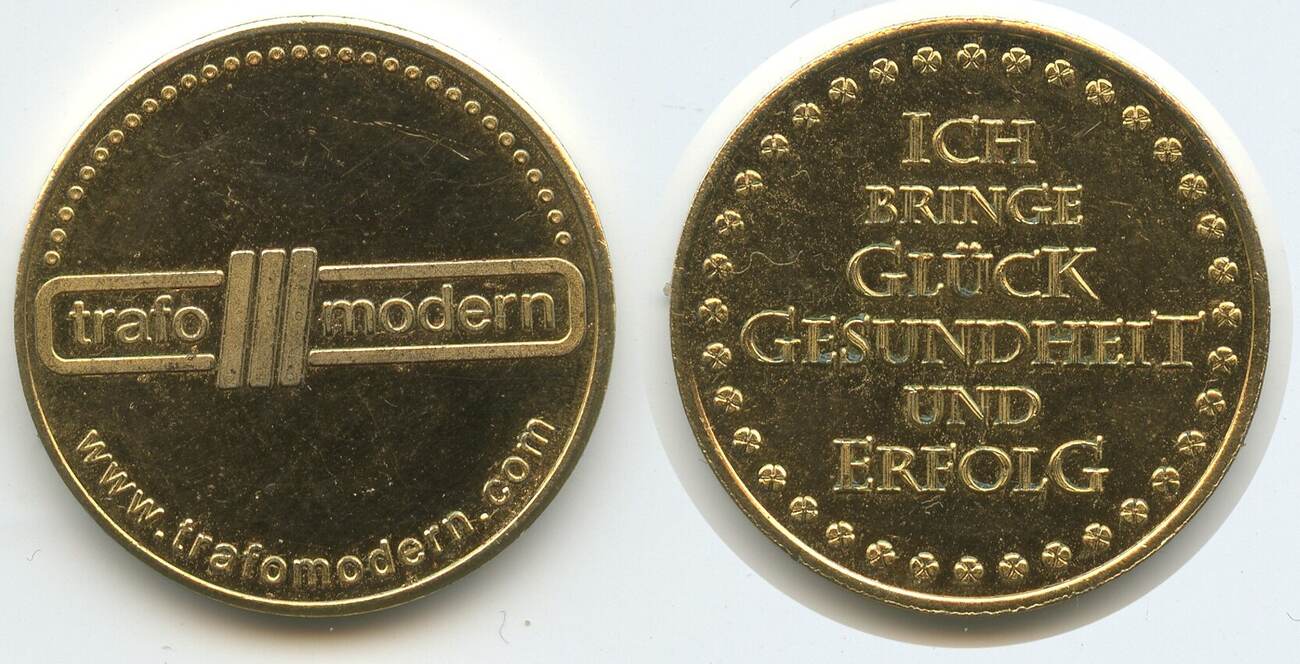 trafo modern
www.trafomodern.com
ICH
BRINGE
GLÜCK
GESUNDHEIT
UND
ERFOLG